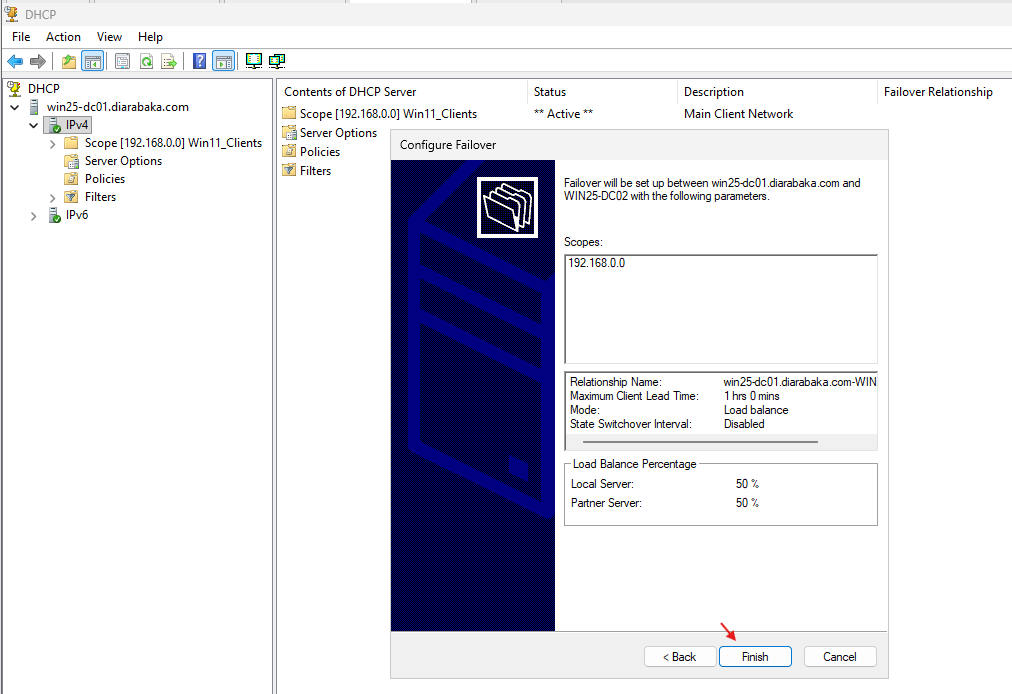 DHCP
File Action View Help
DHCP
win25-dc01.diarabaka.com
IPv4
Scope [192.168.0.0] Win11_Clients
Server Options
Policies
Filters
IPv6
Contents of DHCP Server Status Description Failover Relationship
Scope [192.168.0.0] Win11_Clients ** Active ** Main Client Network
Server Options
Policies
Filters
Configure Failover
Failover will be set up between win25-dc01.diarabaka.com and
WIN25-DC02 with the following parameters.
Scopes:
192.168.0.0
Relationship Name: win25-dc01.diarabaka.com-WIN
Maximum Client Lead Time: 1 hrs 0 mins
Mode: Load balance
State Switchover Interval: Disabled
Load Balance Percentage
Local Server: 50 %
Partner Server: 50 %
< Back Finish Cancel